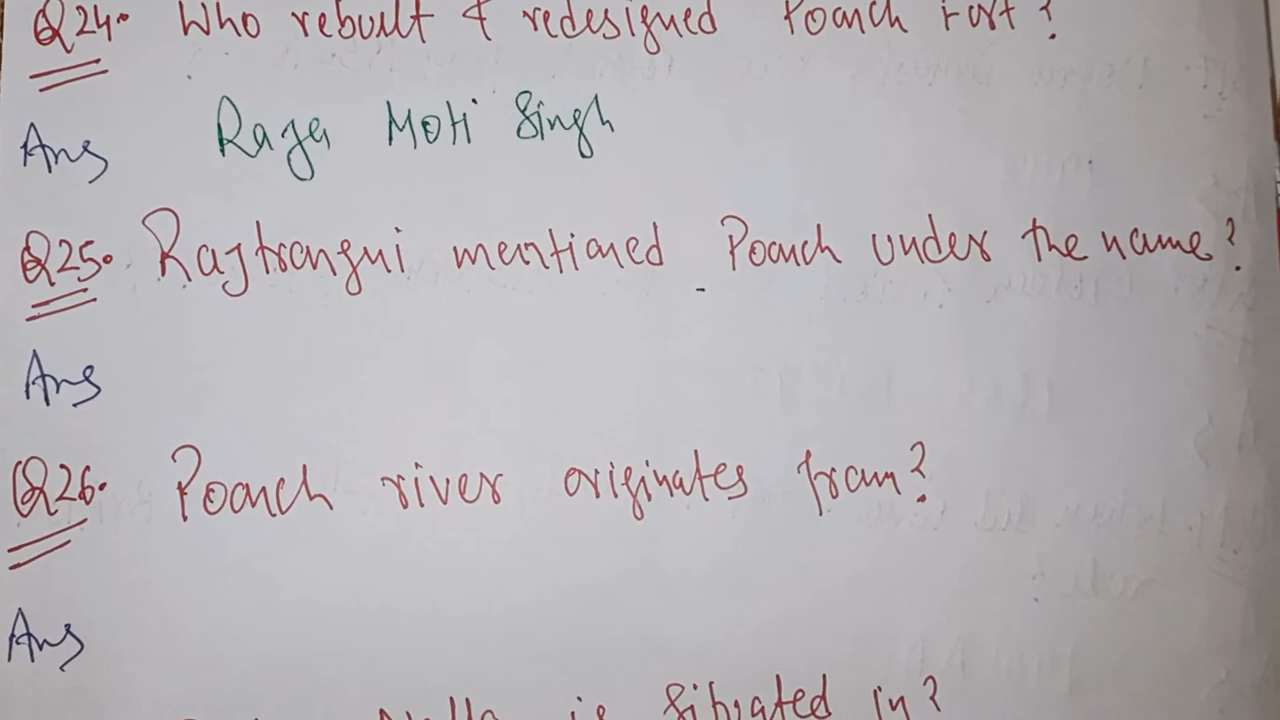 Q24. Who rebuilt & redesigned Poonch Fort?
Ans Raja Moti Singh
Q25. Rajtrangni mentioned Poonch under the name?
Ans
Q26. Poonch river originates from?
Ans
Nalla is Situated in?